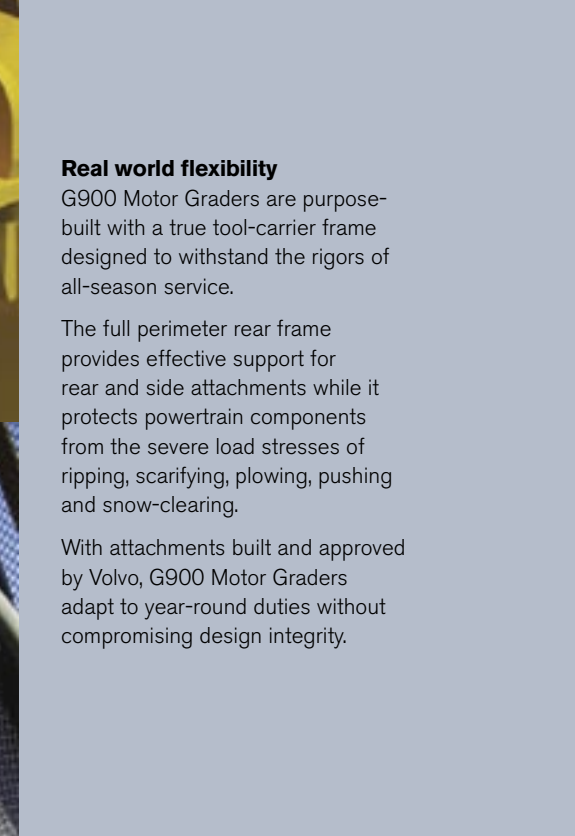 Real world flexibility
G900 Motor Graders are purpose-
built with a true tool-carrier frame
designed to withstand the rigors of
all-season service.
The full perimeter rear frame
provides effective support for
rear and side attachments while it
protects powertrain components
from the severe load stresses of
ripping, scarifying, plowing, pushing
and snow-clearing.
With attachments built and approved
by Volvo, G900 Motor Graders
adapt to year-round duties without
compromising design integrity.